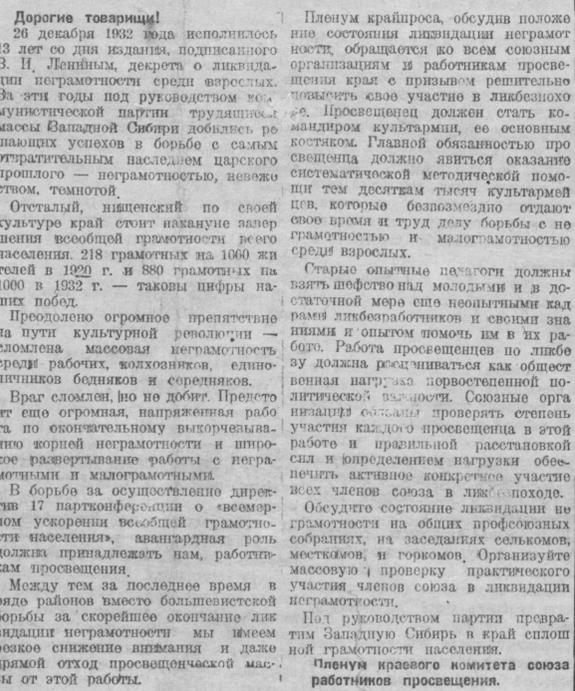 Дорогие товарищи!
26 декабря 1932 года исполнилось
13 лет со дня издания, подписанного
В. И. Лениным, декрета о ликвида-
ции неграмотности среди взрослых.
За эти годы под руководством ком-
мунистической партии трудящиеся
массы Западной Сибири добились ре
шающих успехов в борьбе с самым
отвратительным наследием царского
прошлого — неграмотностью, невеже
ством, темнотой.
Отсталый, нищенский по своей
культуре край стоит накануне завер
шения всеобщей грамотности всего
населения. 218 грамотных на 1000 жи
телей в 1920 г. и 880 грамотных на
1000 в 1932 г. — таковы цифры на-
ших побед.
Преодолено огромное препятствие
на пути культурной революции —
сломлена массовая неграмотность
среди рабочих, колхозников, едино-
личников бедняков и середняков.
Враг сломлен, но не добит. Предсто
ит еще огромная, напряженная рабо
та по окончательному выкорчевыва-
нию корней неграмотности и широ-
кое развертывание работы с негра-
мотными и малограмотными.
В борьбе за осуществление дирек-
тив 17 партконференции о «всемер-
ном ускорении всеобщей грамотно-
сти населения», авангардная роль
должна принадлежать нам, работни-
кам просвещения.
Между тем за последнее время в
ряде районов вместо большевистской
борьбы за скорейшее окончание лик
видации неграмотности мы имеем
резкое снижение внимания и даже
прямой отход просвещенческой мас-
сы от этой работы.
Пленум крайпроса, обсудив положе
ние состояния ликвидации неграмот
ности, обращается ко всем союзным
организациям и работникам просве-
щения края с призывом решительно
повысить свое участие в ликбезпохо-
де. Просвещенец должен стать ко-
мандиром культармии, ее основным
костяком. Главной обязанностью про
свещенца должно явиться оказание
систематической методической помо-
щи тем десяткам тысяч культармей
цев, которые безвозмездно отдают
свое время и труд делу борьбы с не
грамотностью и малограмотностью
среди взрослых.
Старые опытные педагоги должны
взять шефство над молодыми и в до-
статочной мере еще неопытными кад
рами ликбезработников и своими зна
ниями и опытом помочь им в их ра-
боте. Работа просвещенцев по ликбе
зу должна расцениваться как общест
венная нагрузка первостепенной по-
литической важности. Союзные орга
низации обязаны проверять степень
участия каждого просвещенца в этой
работе и правильной расстановкой
сил и определением нагрузки обес-
печить активное конкретное участие
всех членов союза в ликбезпоходе.
Обсудите состояние ликвидации не
грамотности на общих профсоюзных
собраниях, на заседаниях селькомов,
месткомов, и горкомов. Организуйте
массовую проверку практического
участия членов союза в ликвидации
неграмотности.
Под руководством партии превра-
тим Западную Сибирь в край сплош
ной грамотности населения.
Пленум краевого комитета союза
работников просвещения.